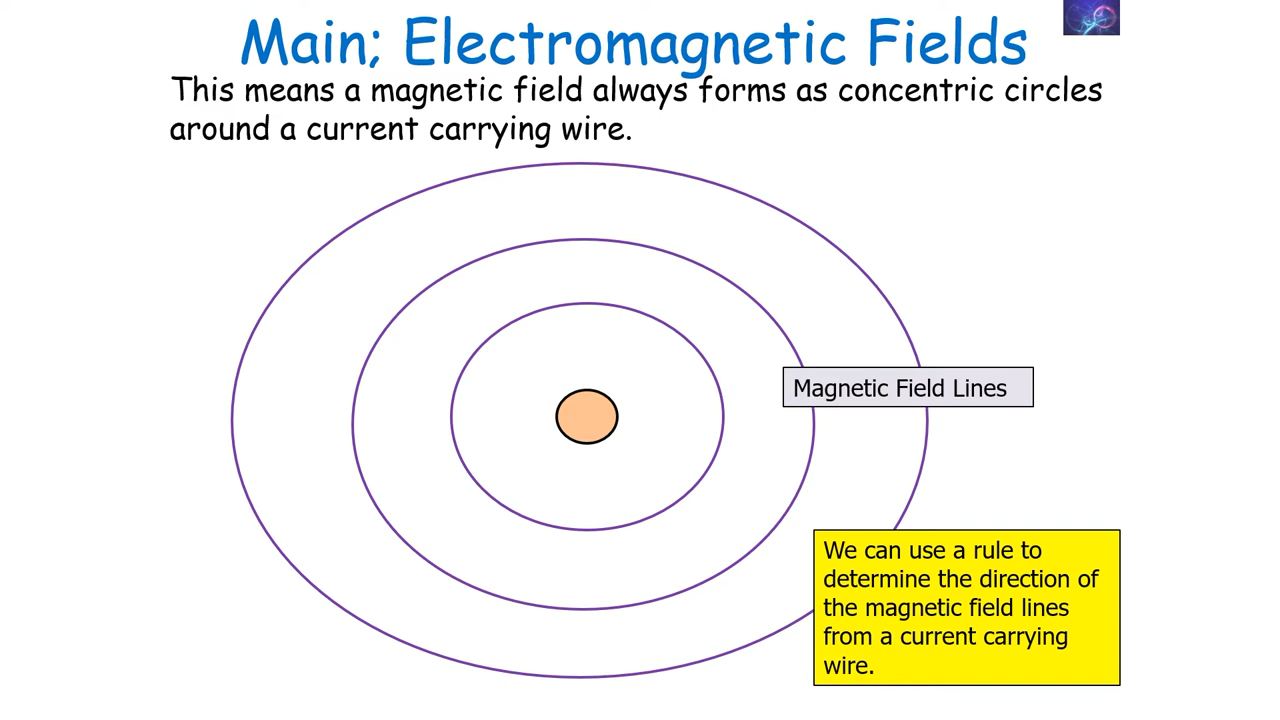 Main; Electromagnetic Fields
This means a magnetic field always forms as concentric circles
around a current carrying wire.
Magnetic Field Lines
We can use a rule to
determine the direction of
the magnetic field lines
from a current carrying
wire.